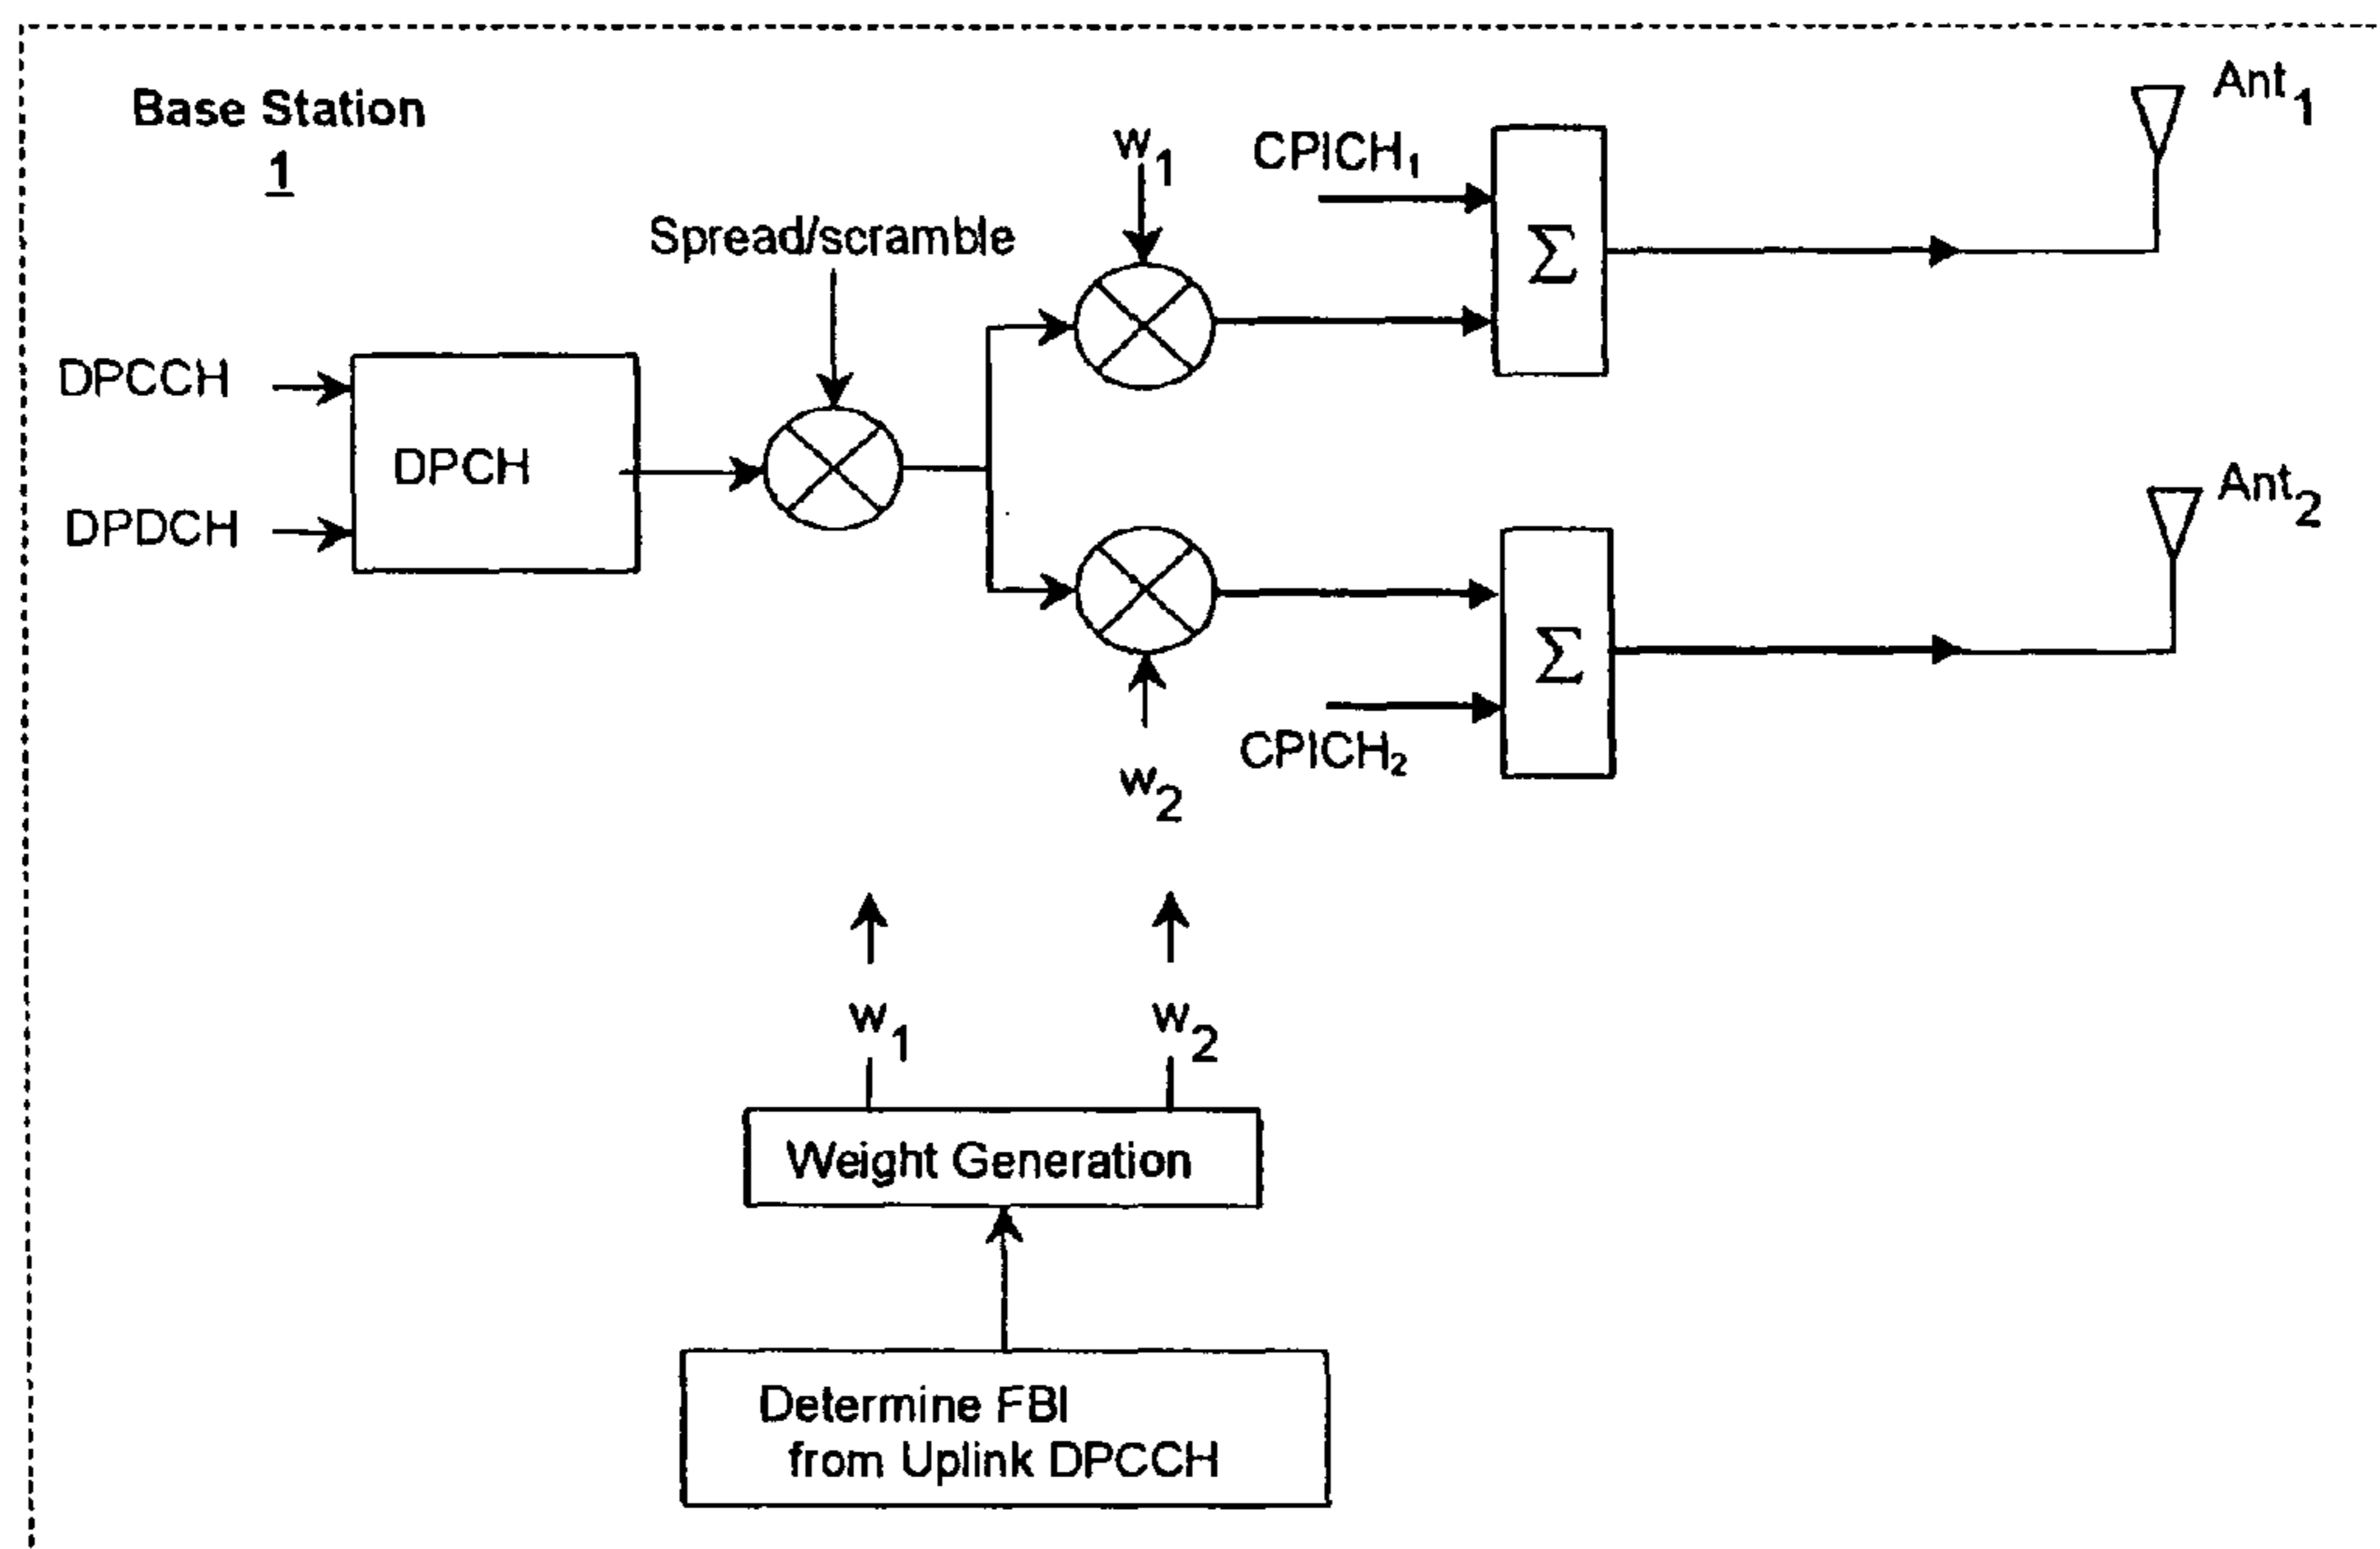 Base Station
1
Ant1
w1
CPICH1
Σ
Spread/scramble
DPCCH
DPCH
DPDCH
Ant2
Σ
CPICH2
w2
w1
w2
Weight Generation
Determine FBI
from Uplink DPCCH